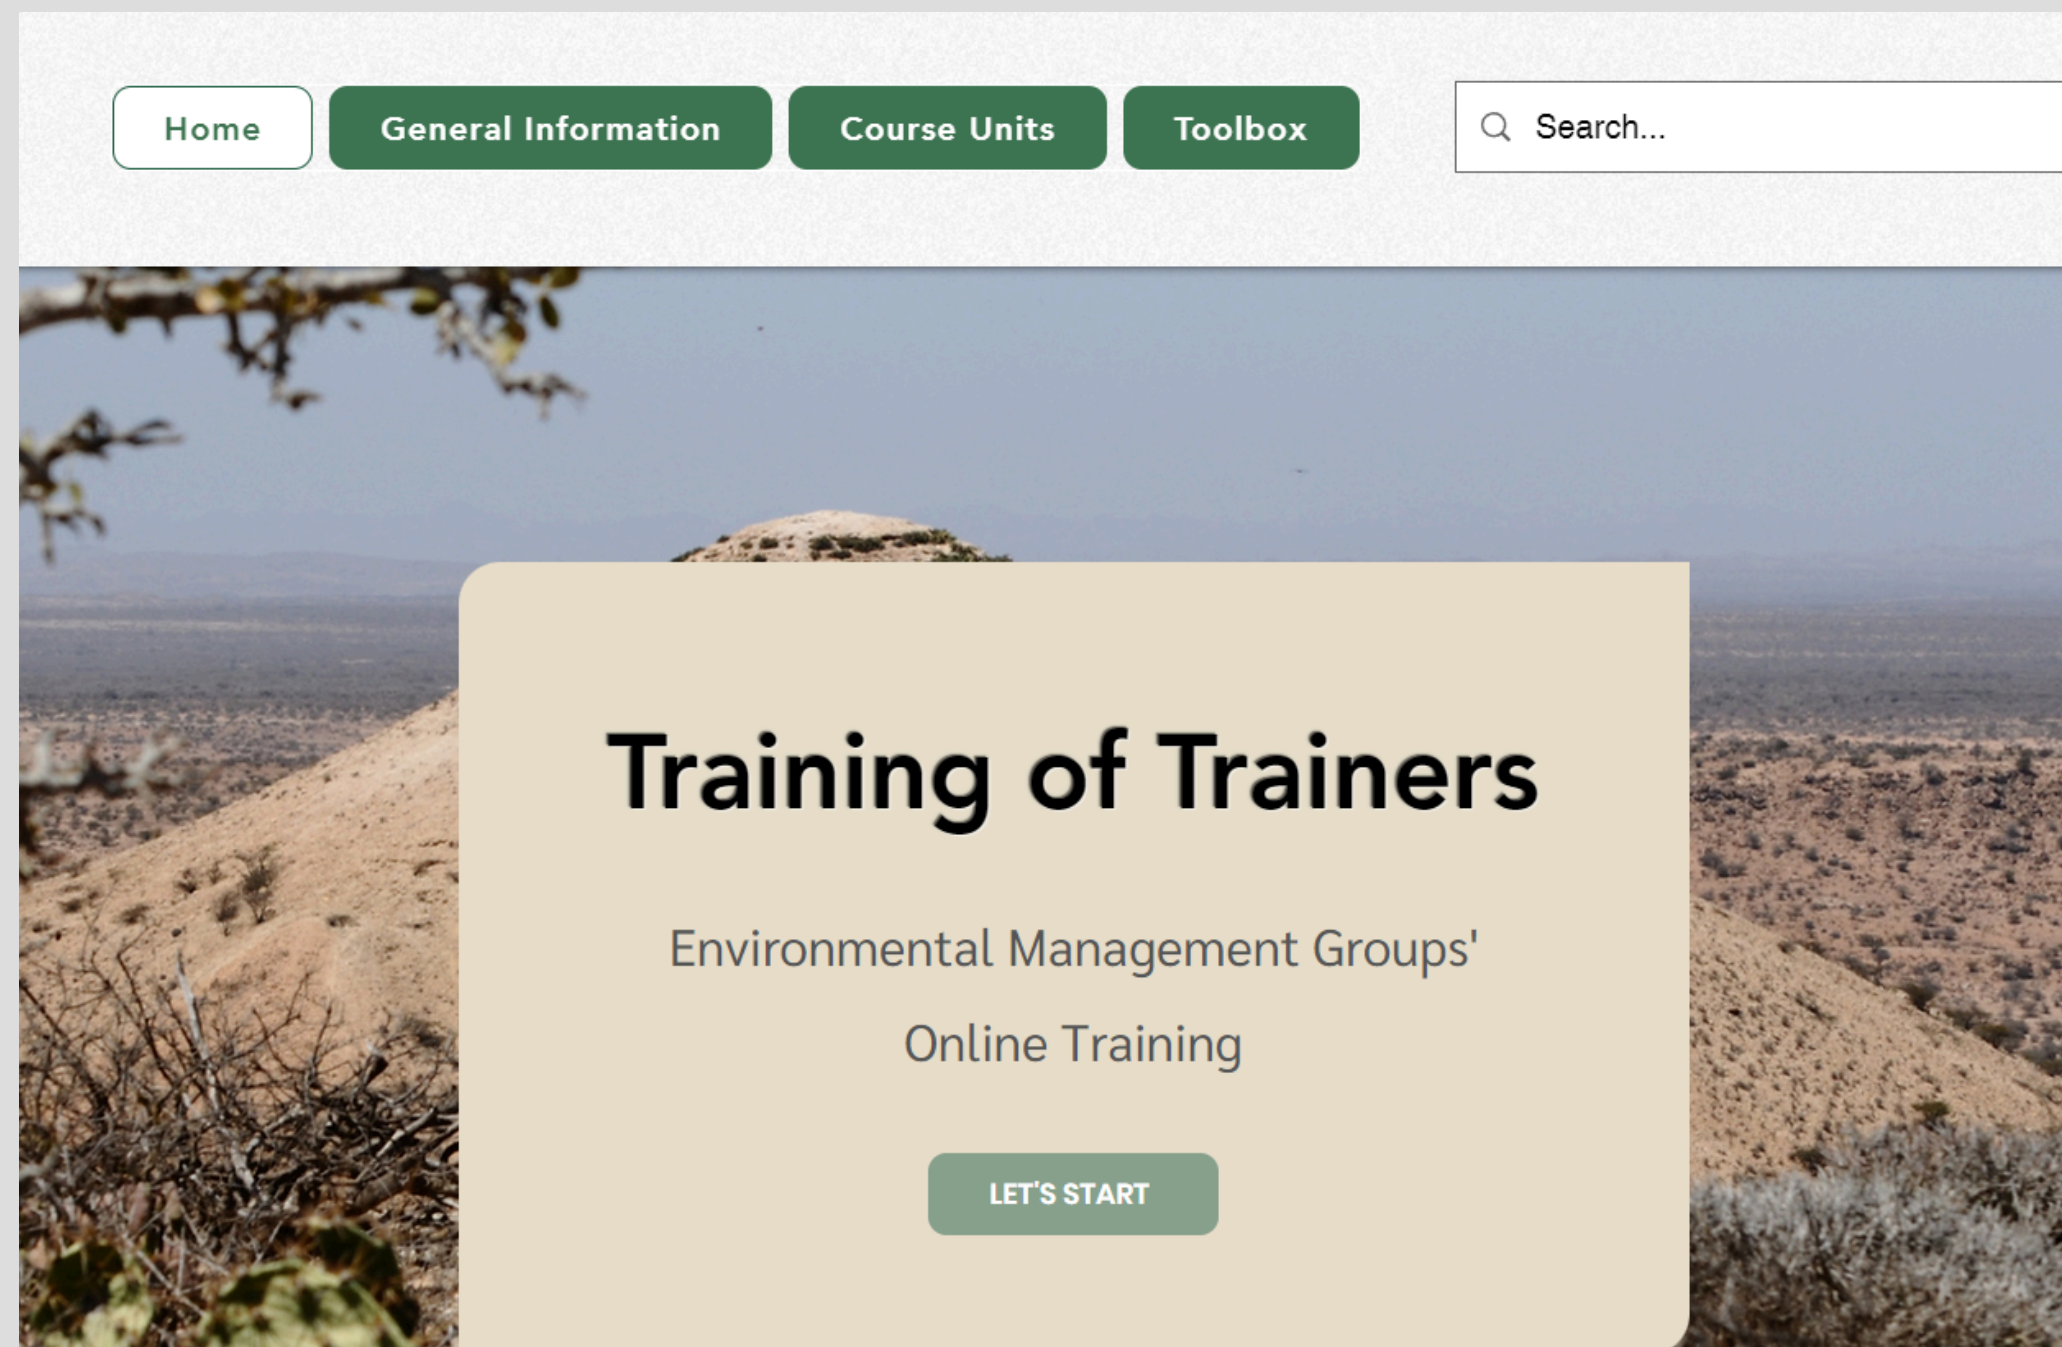 Home
General Information
Course Units
Toolbox
Search...
Training of Trainers
Environmental Management Groups'
Online Training
LET'S START